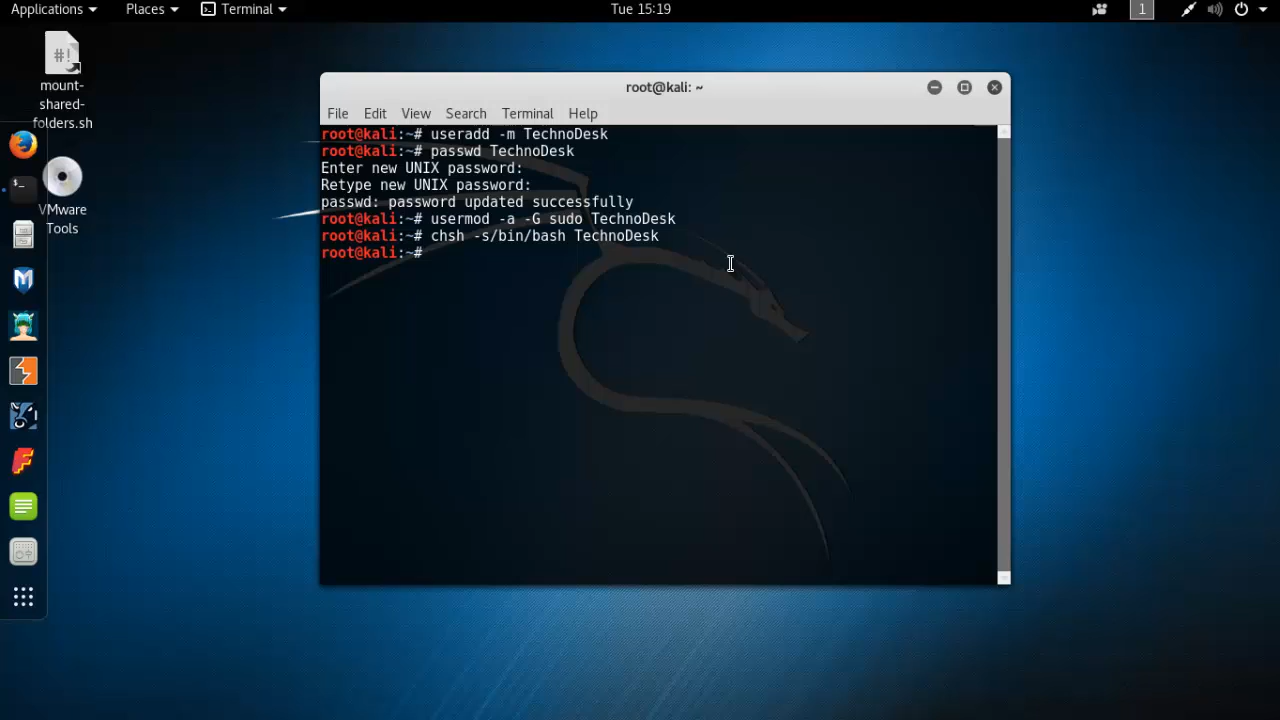 Applications Places Terminal Tue 15:19 1
#!
mount-
shared-
folders.sh
VMware
Tools
root@kali: ~
File Edit View Search Terminal Help
root@kali:~# useradd -m TechnoDesk
root@kali:~# passwd TechnoDesk
Enter new UNIX password:
Retype new UNIX password:
passwd: password updated successfully
root@kali:~# usermod -a -G sudo TechnoDesk
root@kali:~# chsh -s/bin/bash TechnoDesk
root@kali:~#